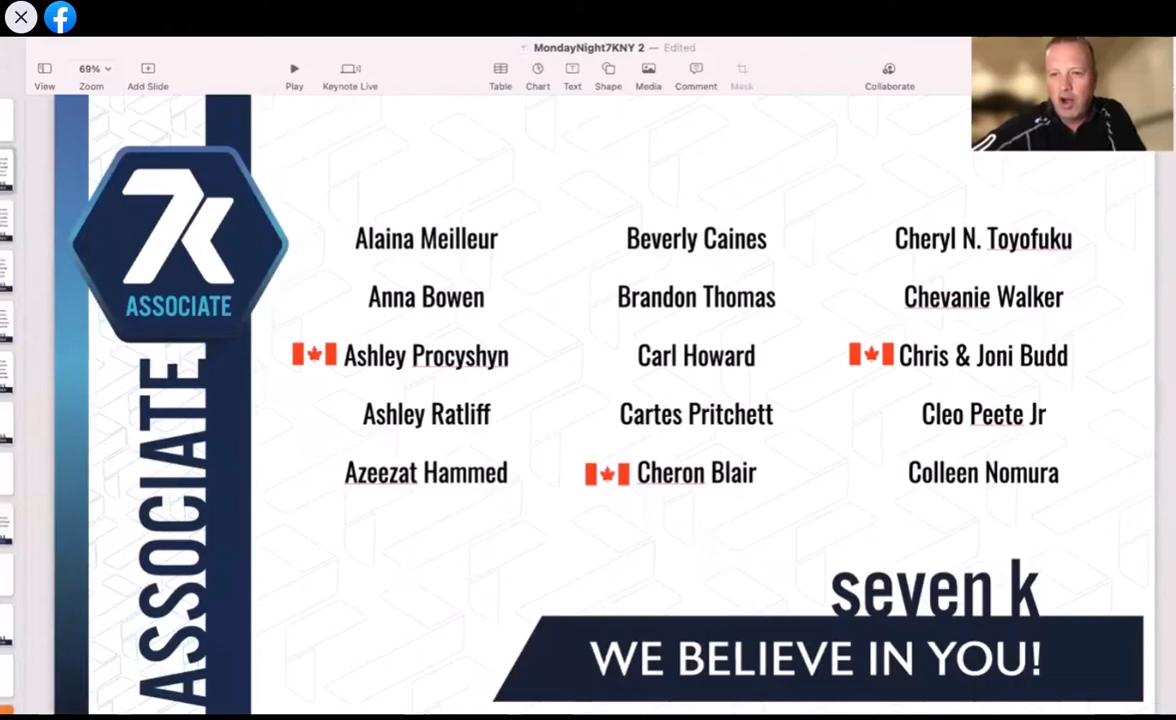 MondayNight7KNY 2 — Edited
69%
View
Zoom
Add Slide
Play
Keynote Live
Table
Chart
Text
Shape
Media
Comment
Mask
Collaborate
7K
ASSOCIATE
ASSOCIATE
Alaina Meilleur
Anna Bowen
Ashley Procyshyn
Ashley Ratliff
Azeezat Hammed
Beverly Caines
Brandon Thomas
Carl Howard
Cartes Pritchett
Cheron Blair
Cheryl N. Toyofuku
Chevanie Walker
Chris & Joni Budd
Cleo Peete Jr
Colleen Nomura
seven k
WE BELIEVE IN YOU!